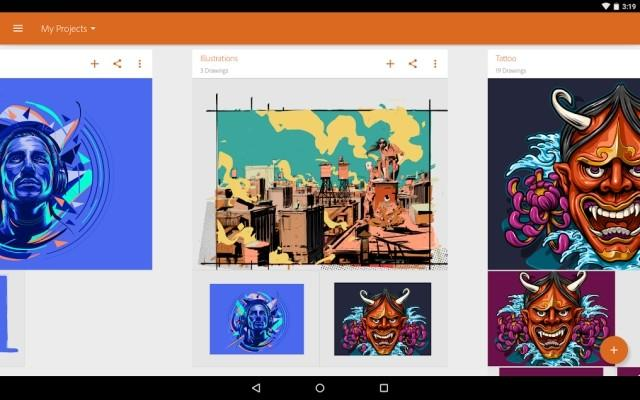 3:19
My Projects
Illustrations
3 Drawings
Tattoo
19 Drawings